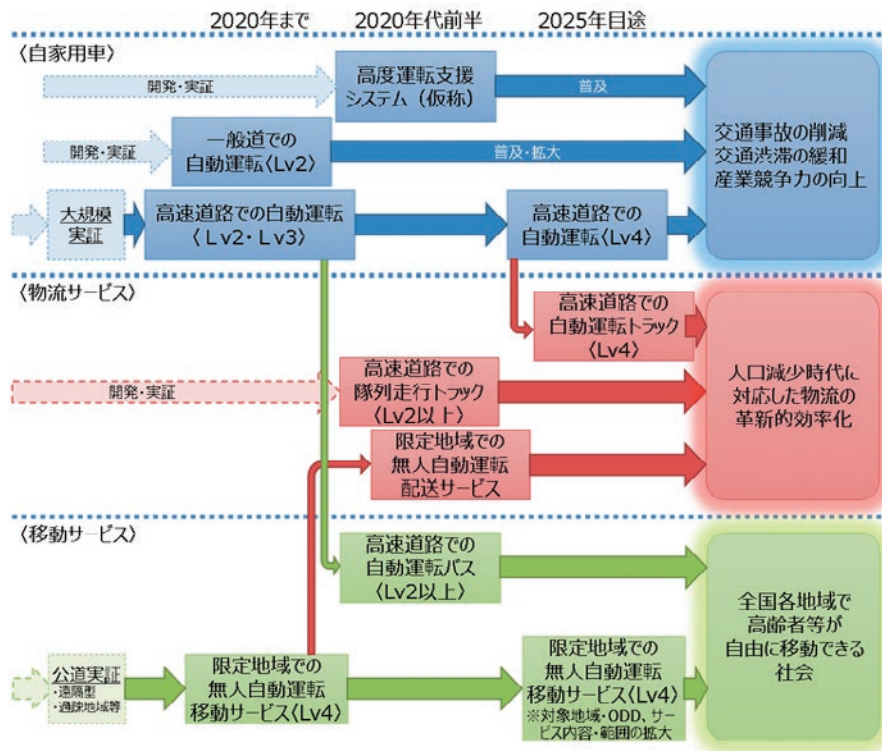 2020年まで
2020年代前半
2025年目途
〈自家用車〉
開発・実証
高度運転支援
システム（仮称）
普及
開発・実証
一般道での
自動運転〈Lv2〉
普及・拡大
大規模
実証
高速道路での自動運転
〈Lv2・Lv3〉
高速道路での
自動運転〈Lv4〉
交通事故の削減
交通渋滞の緩和
産業競争力の向上
〈物流サービス〉
高速道路での
自動運転トラック
〈Lv4〉
開発・実証
高速道路での
隊列走行トラック
〈Lv2以上〉
限定地域での
無人自動運転
配送サービス
人口減少時代に
対応した物流の
革新的効率化
〈移動サービス〉
高速道路での
自動運転バス
〈Lv2以上〉
公道実証
・遠隔型
・過疎地域等
限定地域での
無人自動運転
移動サービス〈Lv4〉
限定地域での
無人自動運転
移動サービス〈Lv4〉
※対象地域・ODD、サー
ビス内容・範囲の拡大
全国各地域で
高齢者等が
自由に移動できる
社会